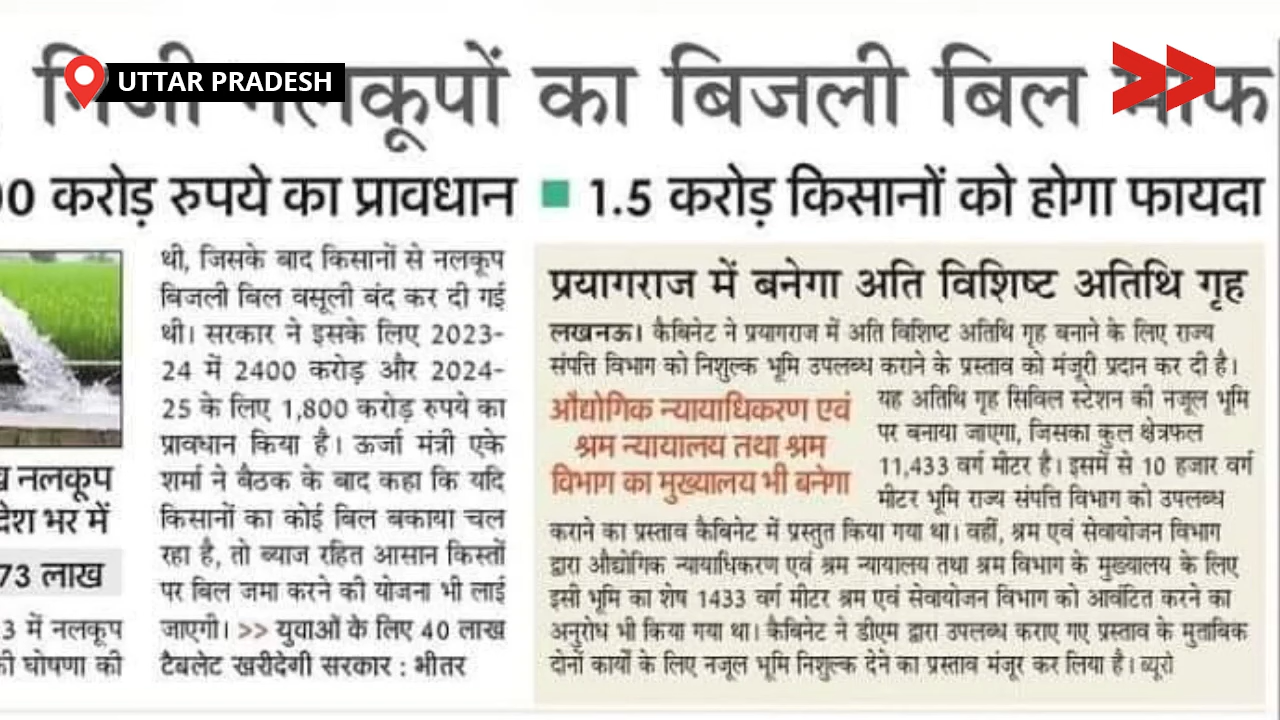 निजी नलकूपों का बिजली बिल माफ
UTTAR PRADESH
00 करोड़ रुपये का प्रावधान
1.5 करोड़ किसानों को होगा फायदा
नलकूप
भर में
73 लाख
3 में नलकूप
घोषणा की
थी, जिसके बाद किसानों से नलकूप
बिजली बिल वसूली बंद कर दी गई
थी। सरकार ने इसके लिए 2023-
24 में 2400 करोड़ और 2024-
25 के लिए 1,800 करोड़ रुपये का
प्रावधान किया है। ऊर्जा मंत्री एके
शर्मा ने बैठक के बाद कहा कि यदि
किसानों का कोई बिल बकाया चल
रहा है, तो ब्याज रहित आसान किस्तों
पर बिल जमा करने की योजना भी लाई
जाएगी। >> युवाओं के लिए 40 लाख
टैबलेट खरीदेगी सरकार : भीतर
प्रयागराज में बनेगा अति विशिष्ट अतिथि गृह
लखनऊ। कैबिनेट ने प्रयागराज में अति विशिष्ट अतिथि गृह बनाने के लिए राज्य
संपत्ति विभाग को निशुल्क भूमि उपलब्ध कराने के प्रस्ताव को मंजूरी प्रदान कर दी है।
औद्योगिक न्यायाधिकरण एवं
श्रम न्यायालय तथा श्रम
विभाग का मुख्यालय भी बनेगा
यह अतिथि गृह सिविल स्टेशन की नजूल भूमि
पर बनाया जाएगा, जिसका कुल क्षेत्रफल
11,433 वर्ग मीटर है। इसमें से 10 हजार वर्ग
मीटर भूमि राज्य संपत्ति विभाग को उपलब्ध
कराने का प्रस्ताव कैबिनेट में प्रस्तुत किया गया था। वहीं, श्रम एवं सेवायोजन विभाग
द्वारा औद्योगिक न्यायाधिकरण एवं श्रम न्यायालय तथा श्रम विभाग के मुख्यालय के लिए
इसी भूमि का शेष 1433 वर्ग मीटर श्रम एवं सेवायोजन विभाग को आवंटित करने का
अनुरोध भी किया गया था। कैबिनेट ने डीएम द्वारा उपलब्ध कराए गए प्रस्ताव के मुताबिक
दोनों कार्यों के लिए नजूल भूमि निशुल्क देने का प्रस्ताव मंजूर कर लिया है। ब्यूरो